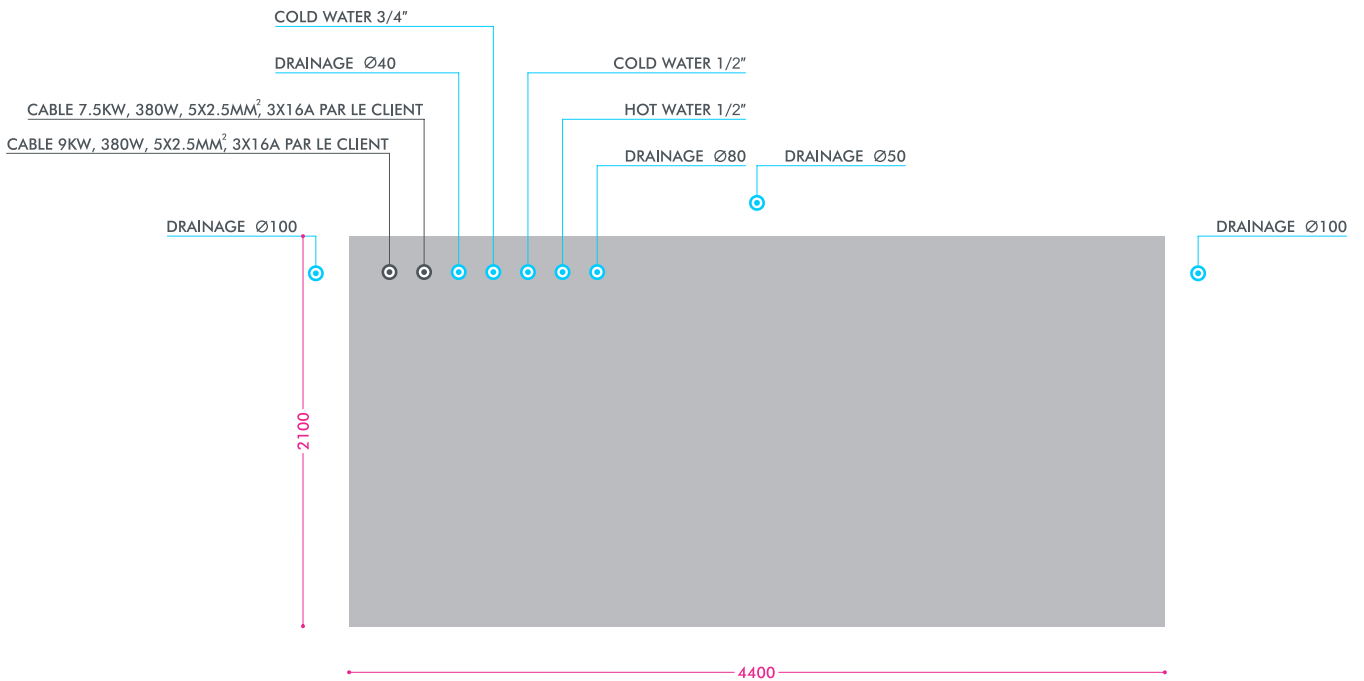 COLD WATER 3/4"
DRAINAGE Ø40
COLD WATER 1/2"
CABLE 7.5KW, 380W, 5X2.5MM², 3X16A PAR LE CLIENT
HOT WATER 1/2"
CABLE 9KW, 380W, 5X2.5MM², 3X16A PAR LE CLIENT
DRAINAGE Ø80
DRAINAGE Ø50
DRAINAGE Ø100
DRAINAGE Ø100
2100
4400